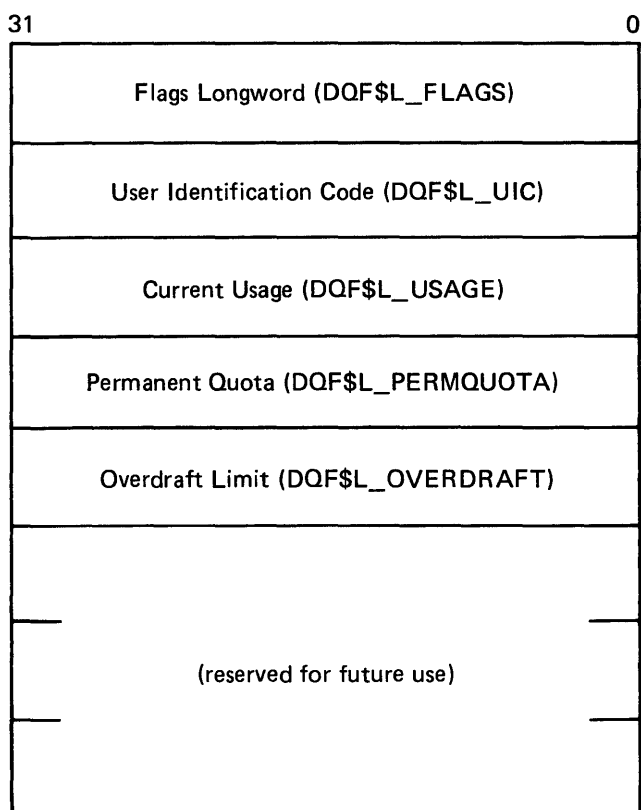 31 0
Flags Longword (DQF$L_FLAGS)
User Identification Code (DQF$L_UIC)
Current Usage (DQF$L_USAGE)
Permanent Quota (DQF$L_PERMQUOTA)
Overdraft Limit (DQF$L_OVERDRAFT)
(reserved for future use)